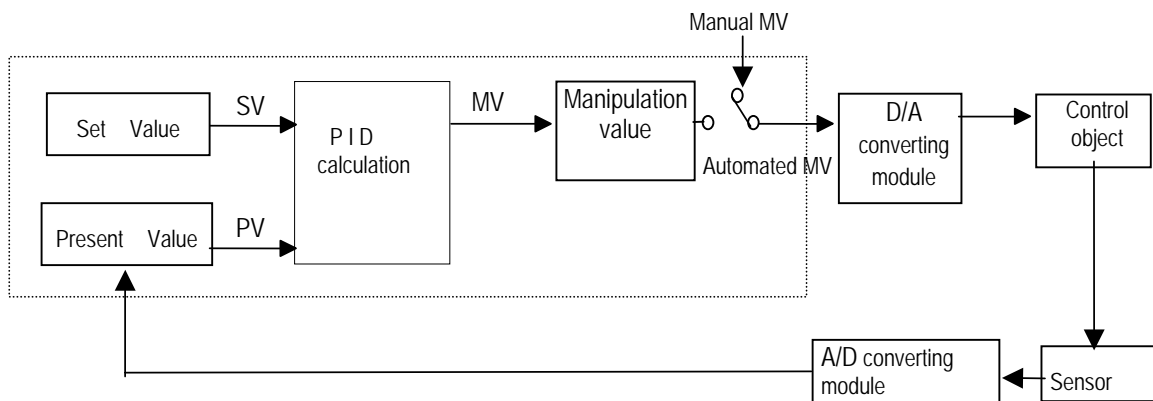 Manual MV
Set Value
SV
P I D
calculation
MV
Manipulation
value
Automated MV
D/A
converting
module
Control
object
Present Value
PV
A/D converting
module
Sensor